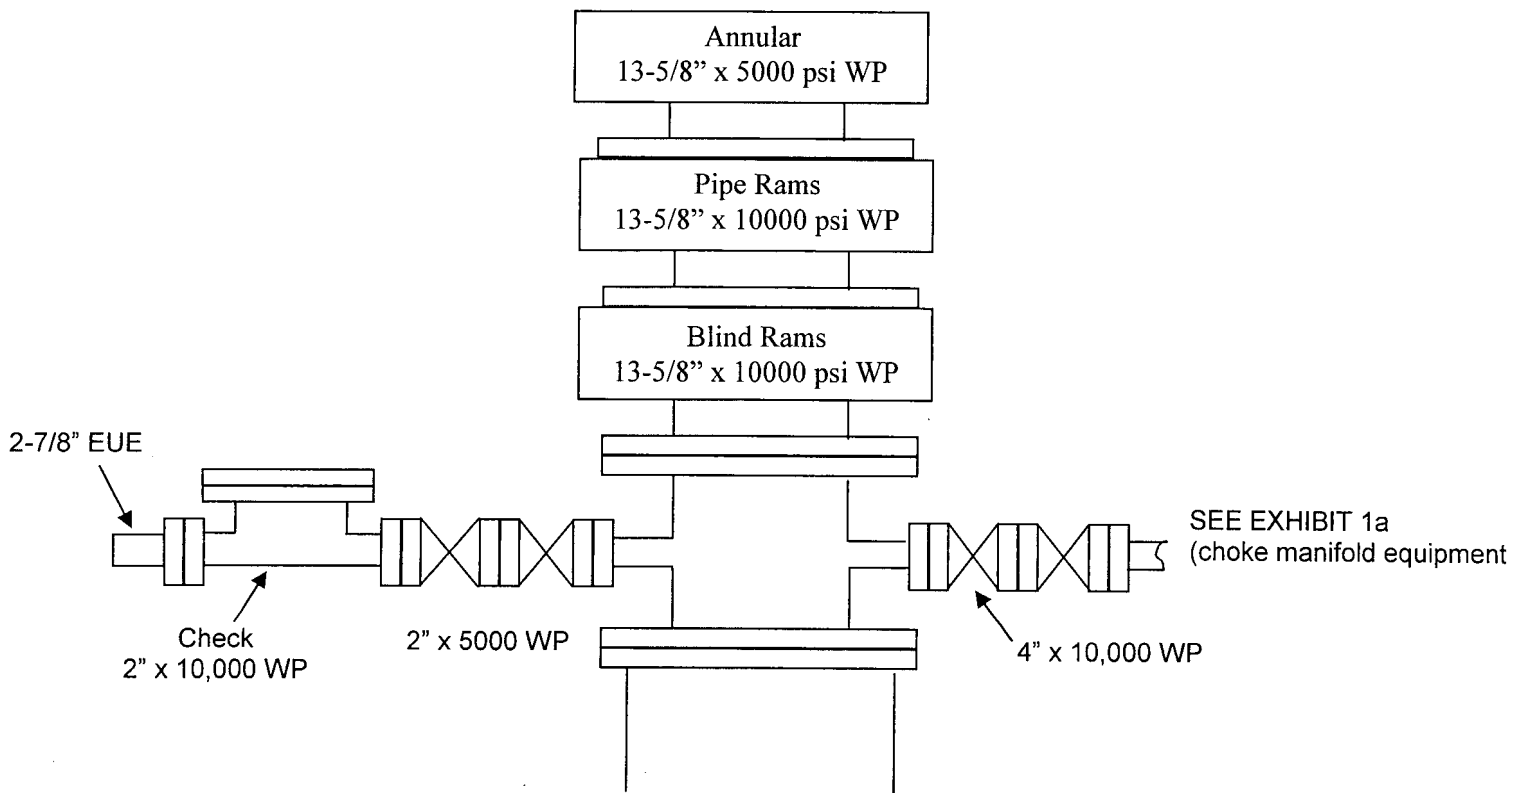 Annular
13-5/8” x 5000 psi WP
Pipe Rams
13-5/8” x 10000 psi WP
Blind Rams
13-5/8” x 10000 psi WP
2-7/8” EUE
SEE EXHIBIT 1a
(choke manifold equipment
Check
2” x 10,000 WP
2” x 5000 WP
4” x 10,000 WP